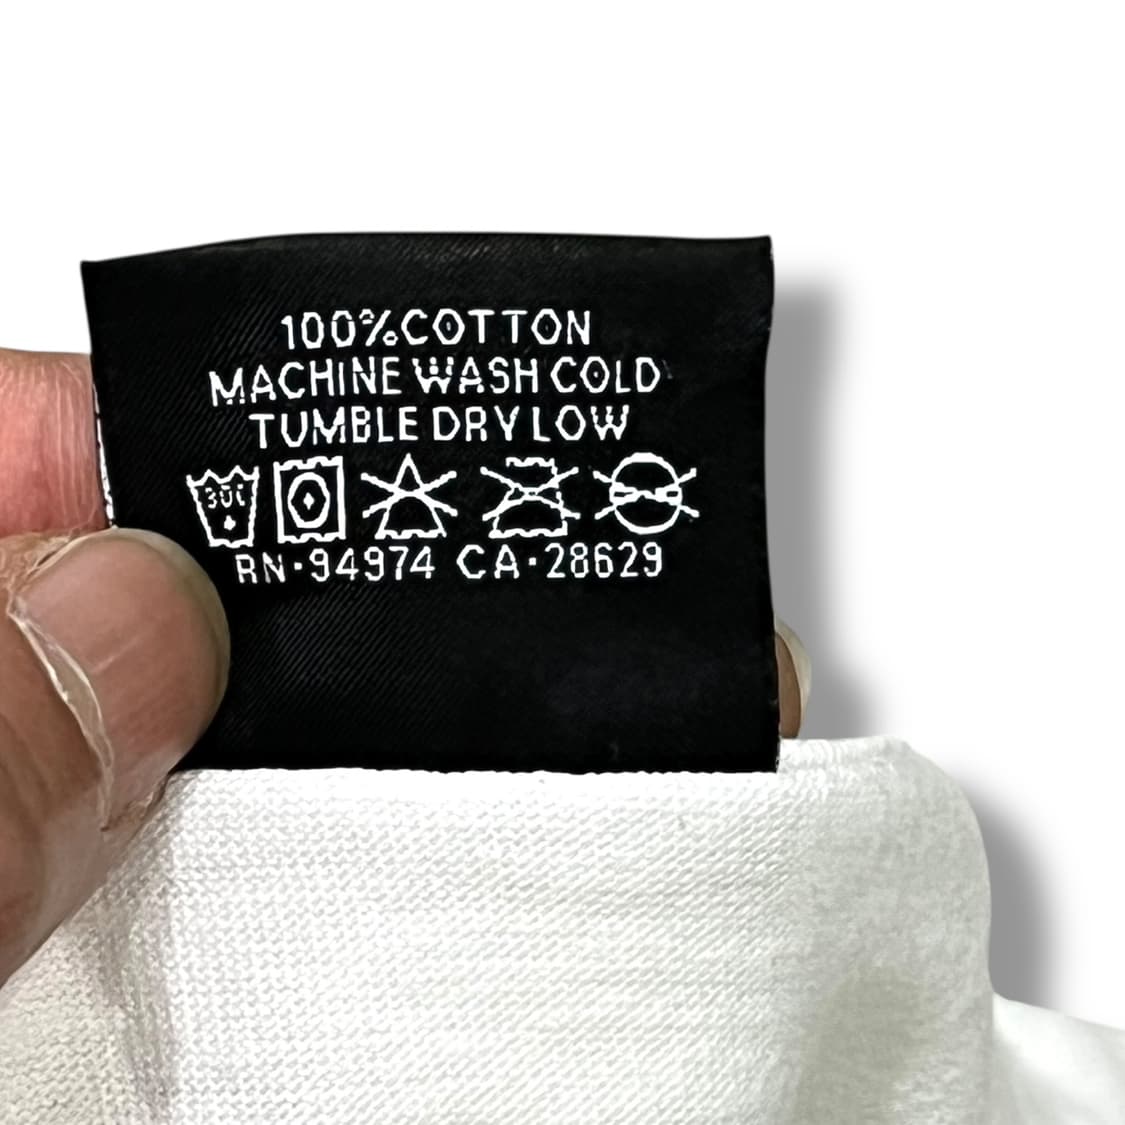 100%COTTON
MACHINE WASH COLD
TUMBLE DRY LOW
30C
RN·94974 CA·28629